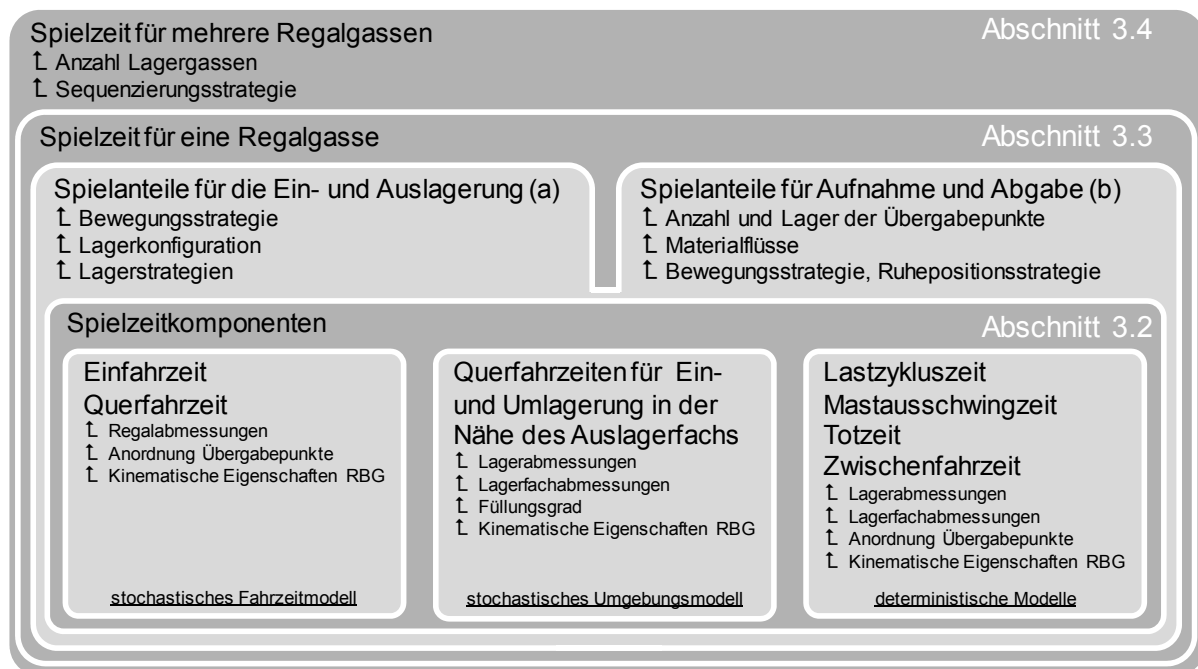 Spielzeit für mehrere Regalgassen
Abschnitt 3.4
Anzahl Lagergassen
Sequenzierungsstrategie
Spielzeit für eine Regalgasse
Abschnitt 3.3
Spielanteile für die Ein- und Auslagerung (a)
Bewegungsstrategie
Lagerkonfiguration
Lagerstrategien
Spielanteile für Aufnahme und Abgabe (b)
Anzahl und Lager der Übergabepunkte
Materialflüsse
Bewegungsstrategie, Ruhepositionsstrategie
Spielzeitkomponenten
Abschnitt 3.2
Einfahrzeit
Querfahrzeit
Regalabmessungen
Anordnung Übergabepunkte
Kinematische Eigenschaften RBG
stochastisches Fahrzeitmodell
Querfahrzeiten für Ein-
und Umlagerung in der
Nähe des Auslagerfachs
Lagerabmessungen
Lagerfachabmessungen
Füllungsgrad
Kinematische Eigenschaften RBG
stochastisches Umgebungsmodell
Lastzykluszeit
Mastausschwingzeit
Totzeit
Zwischenfahrzeit
Lagerabmessungen
Lagerfachabmessungen
Anordnung Übergabepunkte
Kinematische Eigenschaften RBG
deterministische Modelle